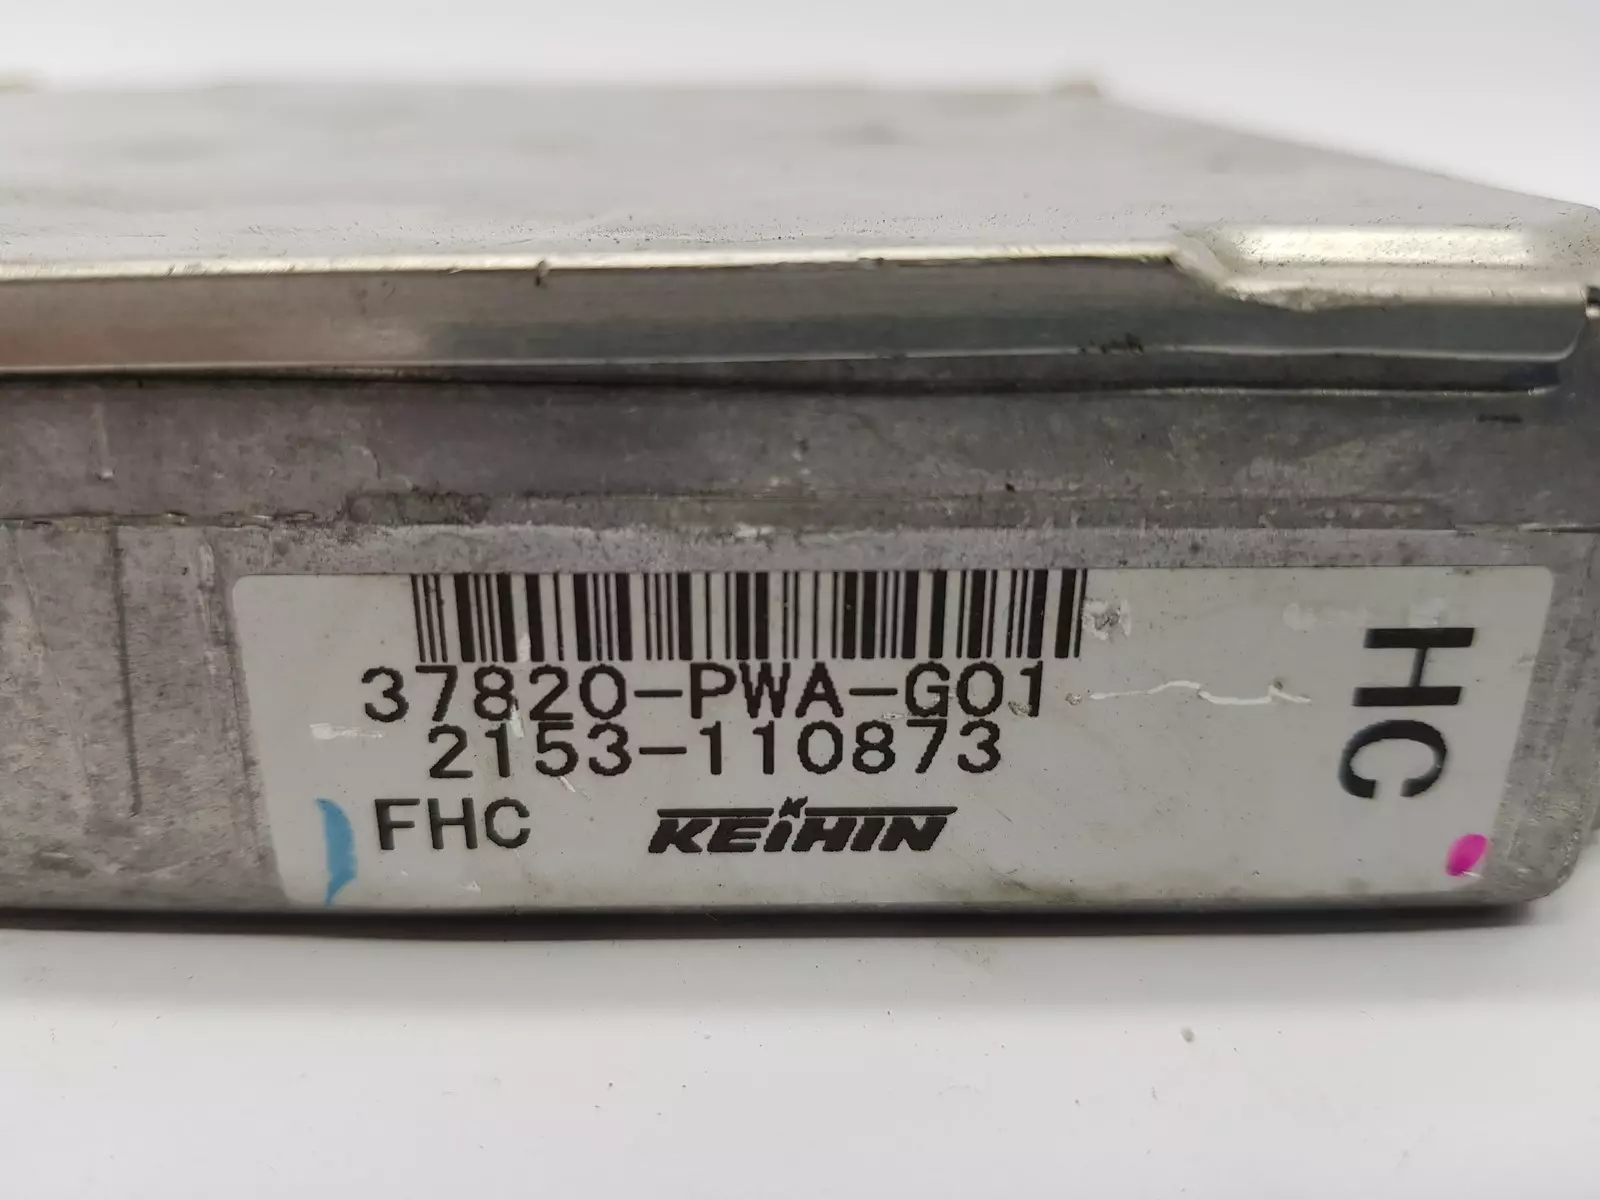 37820-PWA-G01
2153-110873
FHC KEIHIN
HC